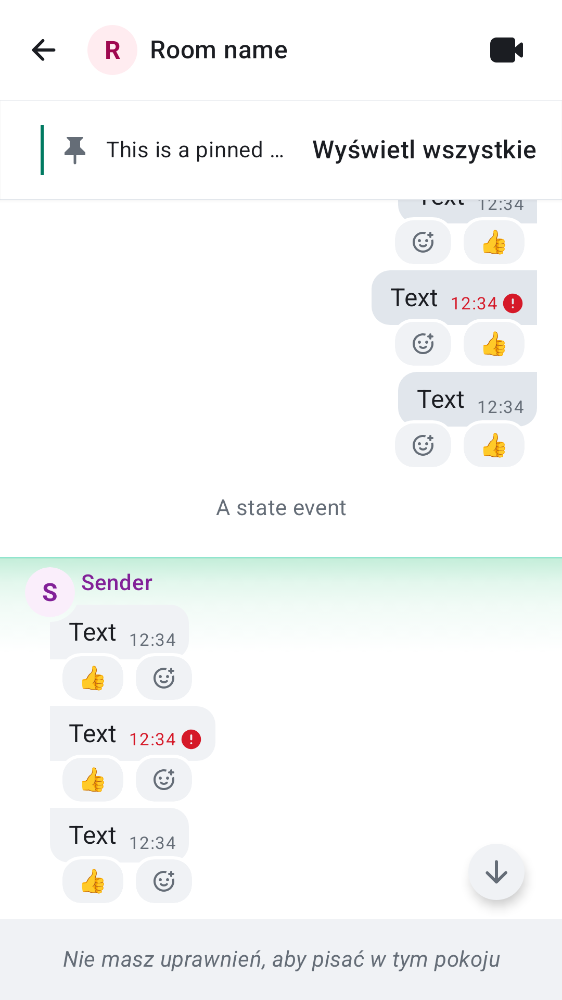 R Room name
This is a pinned … Wyświetl wszystkie
Text 12:34
Text 12:34
Text 12:34
A state event
S Sender
Text 12:34
Text 12:34
Text 12:34
Nie masz uprawnień, aby pisać w tym pokoju